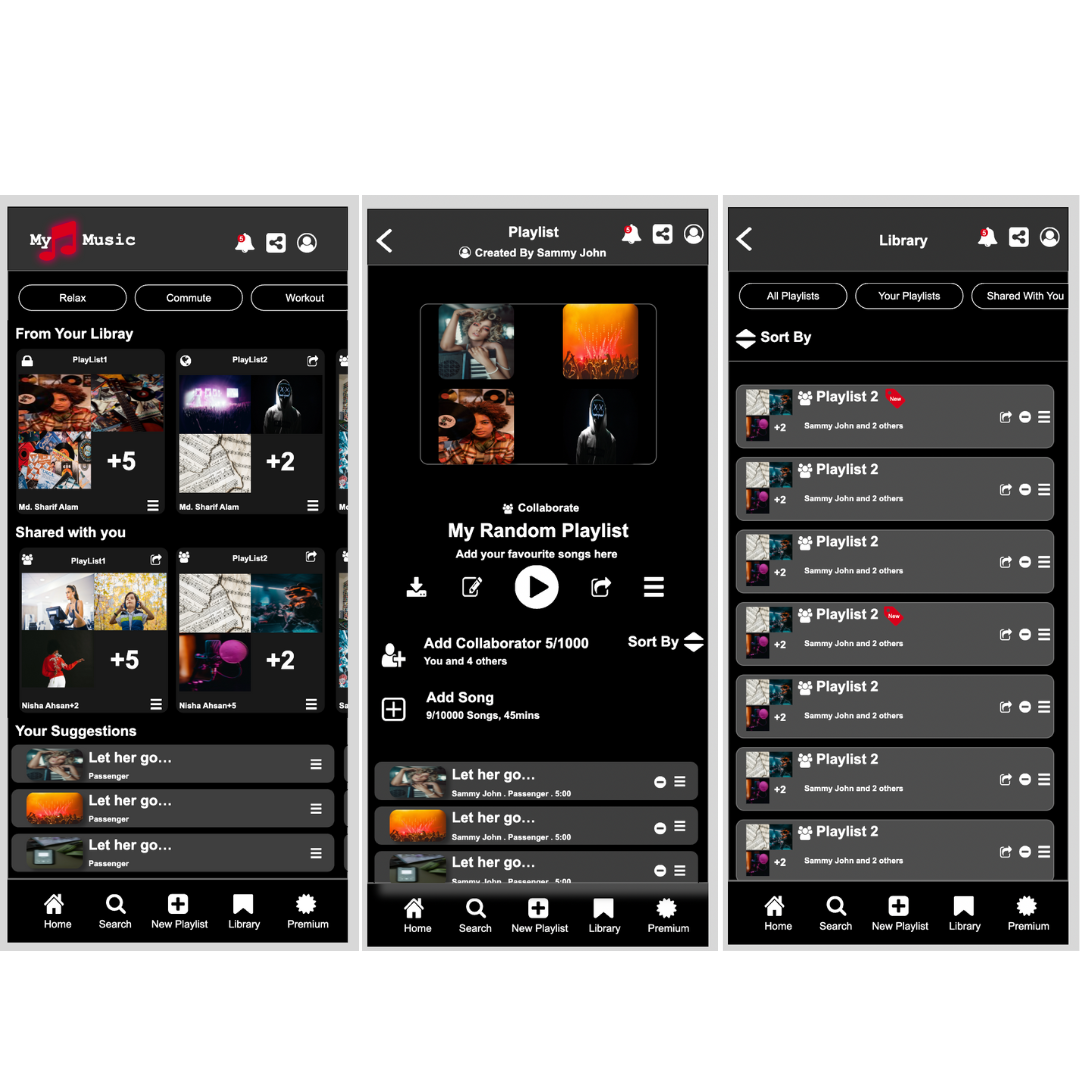 My Music
5
Relax
Commute
Workout
From Your Libray
PlayList1
PlayList2
+5
+2
Md. Sharif Alam
Md. Sharif Alam
Shared with you
PlayList1
PlayList2
+5
+2
Nisha Ahsan+2
Nisha Ahsan+5
Your Suggestions
Let her go...
Passenger
Let her go...
Passenger
Let her go...
Passenger
Home
Search
New Playlist
Library
Premium
Playlist
5
Created By Sammy John
Collaborate
My Random Playlist
Add your favourite songs here
Add Collaborator 5/1000
Sort By
You and 4 others
Add Song
9/10000 Songs, 45mins
Let her go...
Sammy John . Passenger . 5:00
Let her go...
Sammy John . Passenger . 5:00
Let her go...
Sammy John . Passenger . 5:00
Home
Search
New Playlist
Library
Premium
Library
5
All Playlists
Your Playlists
Shared With You
Sort By
Playlist 2 New
+2 Sammy John and 2 others
Playlist 2
+2 Sammy John and 2 others
Playlist 2
+2 Sammy John and 2 others
Playlist 2 New
+2 Sammy John and 2 others
Playlist 2
+2 Sammy John and 2 others
Playlist 2
+2 Sammy John and 2 others
Playlist 2
+2 Sammy John and 2 others
Home
Search
New Playlist
Library
Premium